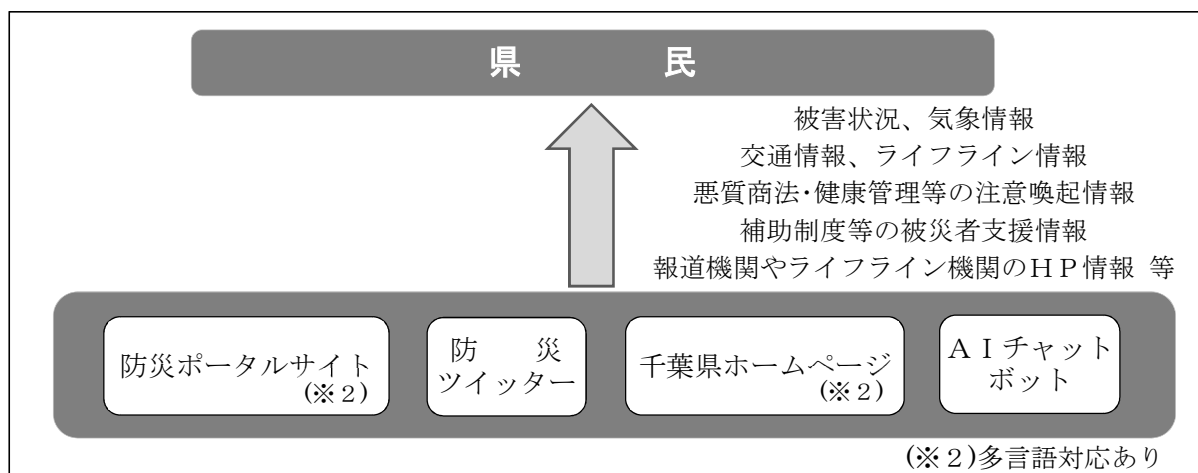 県　　　民
被害状況、気象情報
交通情報、ライフライン情報
悪質商法・健康管理等の注意喚起情報
補助制度等の被災者支援情報
報道機関やライフライン機関のＨＰ情報 等
防災ポータルサイト
(※２)
防　　災
ツイッター
千葉県ホームページ
(※２)
ＡＩチャット
ボット
(※２)多言語対応あり